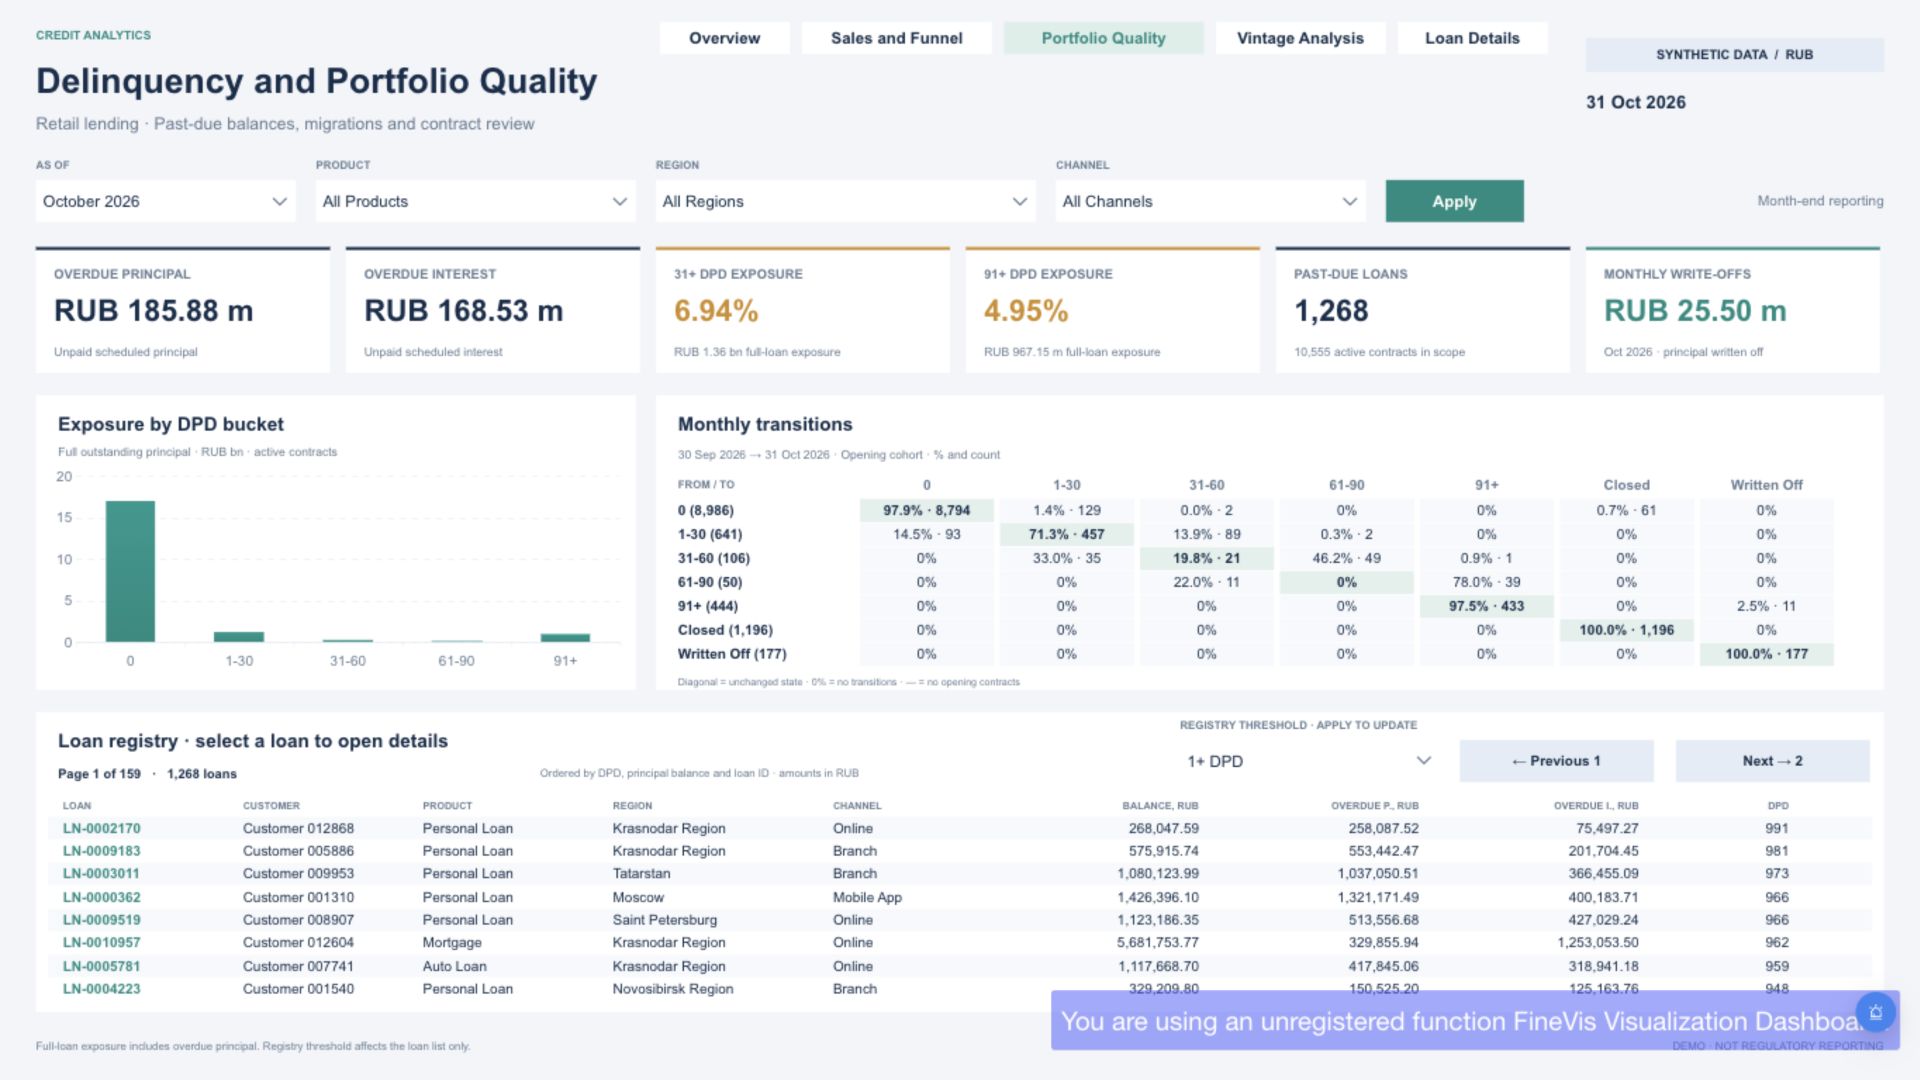 CREDIT ANALYTICS
Overview
Sales and Funnel
Portfolio Quality
Vintage Analysis
Loan Details
SYNTHETIC DATA / RUB
Delinquency and Portfolio Quality
31 Oct 2026
Retail lending · Past-due balances, migrations and contract review
AS OF
PRODUCT
REGION
CHANNEL
October 2026
All Products
All Regions
All Channels
Apply
Month-end reporting
OVERDUE PRINCIPAL
RUB 185.88 m
Unpaid scheduled principal
OVERDUE INTEREST
RUB 168.53 m
Unpaid scheduled interest
31+ DPD EXPOSURE
6.94%
RUB 1.36 bn full-loan exposure
91+ DPD EXPOSURE
4.95%
RUB 967.15 m full-loan exposure
PAST-DUE LOANS
1,268
10,555 active contracts in scope
MONTHLY WRITE-OFFS
RUB 25.50 m
Oct 2026 · principal written off
Exposure by DPD bucket
Full outstanding principal · RUB bn · active contracts
20
15
10
5
0
0 1-30 31-60 61-90 91+
Monthly transitions
30 Sep 2026 → 31 Oct 2026 · Opening cohort · % and count
FROM / TO 0 1-30 31-60 61-90 91+ Closed Written Off
0 (8,986) 97.9% · 8,794 1.4% · 129 0.0% · 2 0% 0% 0.7% · 61 0%
1-30 (641) 14.5% · 93 71.3% · 457 13.9% · 89 0.3% · 2 0% 0% 0%
31-60 (106) 0% 33.0% · 35 19.8% · 21 46.2% · 49 0.9% · 1 0% 0%
61-90 (50) 0% 0% 22.0% · 11 0% 78.0% · 39 0% 0%
91+ (444) 0% 0% 0% 0% 97.5% · 433 0% 2.5% · 11
Closed (1,196) 0% 0% 0% 0% 0% 100.0% · 1,196 0%
Written Off (177) 0% 0% 0% 0% 0% 0% 100.0% · 177
Diagonal = unchanged state · 0% = no transitions · — = no opening contracts
Loan registry · select a loan to open details
REGISTRY THRESHOLD · APPLY TO UPDATE
1+ DPD
← Previous 1
Next → 2
Page 1 of 159 · 1,268 loans
Ordered by DPD, principal balance and loan ID · amounts in RUB
LOAN CUSTOMER PRODUCT REGION CHANNEL BALANCE, RUB OVERDUE P., RUB OVERDUE I., RUB DPD
LN-0002170 Customer 012868 Personal Loan Krasnodar Region Online 268,047.59 258,087.52 75,497.27 991
LN-0009183 Customer 005886 Personal Loan Krasnodar Region Branch 575,915.74 553,442.47 201,704.45 981
LN-0003011 Customer 009953 Personal Loan Tatarstan Branch 1,080,123.99 1,037,050.51 366,455.09 973
LN-0000362 Customer 001310 Personal Loan Moscow Mobile App 1,426,396.10 1,321,171.49 400,183.71 966
LN-0009519 Customer 008907 Personal Loan Saint Petersburg Online 1,123,186.35 513,556.68 427,029.24 966
LN-0010957 Customer 012604 Mortgage Krasnodar Region Online 5,681,753.77 329,855.94 1,253,053.50 962
LN-0005781 Customer 007741 Auto Loan Krasnodar Region Online 1,117,668.70 417,845.06 318,941.18 959
LN-0004223 Customer 001540 Personal Loan Novosibirsk Region Branch 329,209.80 150,525.20 125,163.76 948
You are using an unregistered function FineVis Visualization
Full-loan exposure includes overdue principal. Registry threshold affects the loan list only.
DEMO · NOT REGULATORY REPORTING